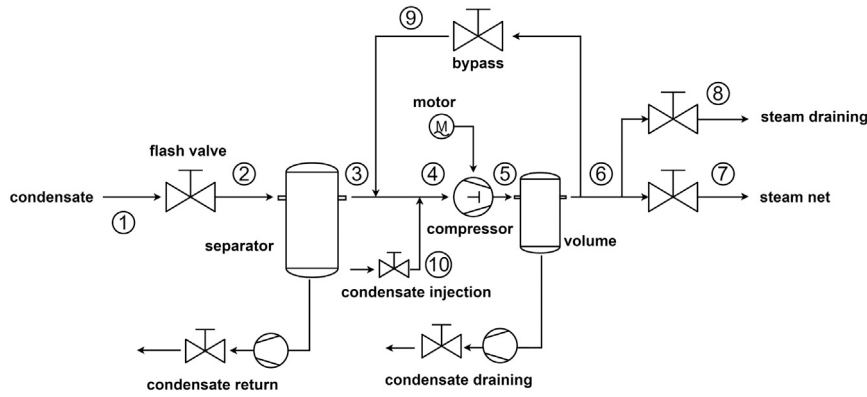 ⑨
bypass
motor
M
⑧
steam draining
flash valve
②
③
④
⑤
⑥
⑦
condensate
①
steam net
compressor
separator
volume
⑩
condensate injection
condensate return
condensate draining